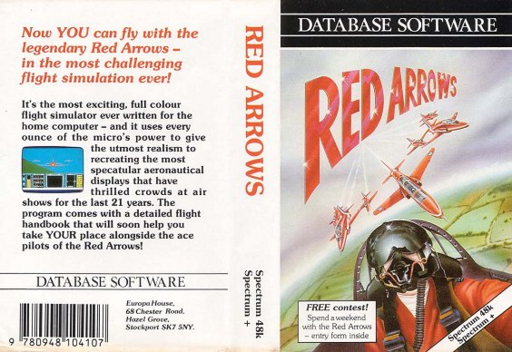 Now YOU can fly with the
legendary Red Arrows –
in the most challenging
flight simulation ever!
It's the most exciting, full colour
flight simulator ever written for the
home computer – and it uses every
ounce of the micro's power to give
the utmost realism to
recreating the most
specatular aeronautical
displays that have
thrilled crowds at air
shows for the last 21 years. The
program comes with a detailed flight
handbook that will soon help you
take YOUR place alongside the ace
pilots of the Red Arrows!
DATABASE SOFTWARE
Europa House,
68 Chester Road,
Hazel Grove,
Stockport SK7 5NY.
9 780948 104107
RED ARROWS
Spectrum 48k
Spectrum +
DATABASE SOFTWARE
RED ARROWS
FREE contest!
Spend a weekend
with the Red Arrows
– entry form inside
Spectrum 48k
Spectrum +